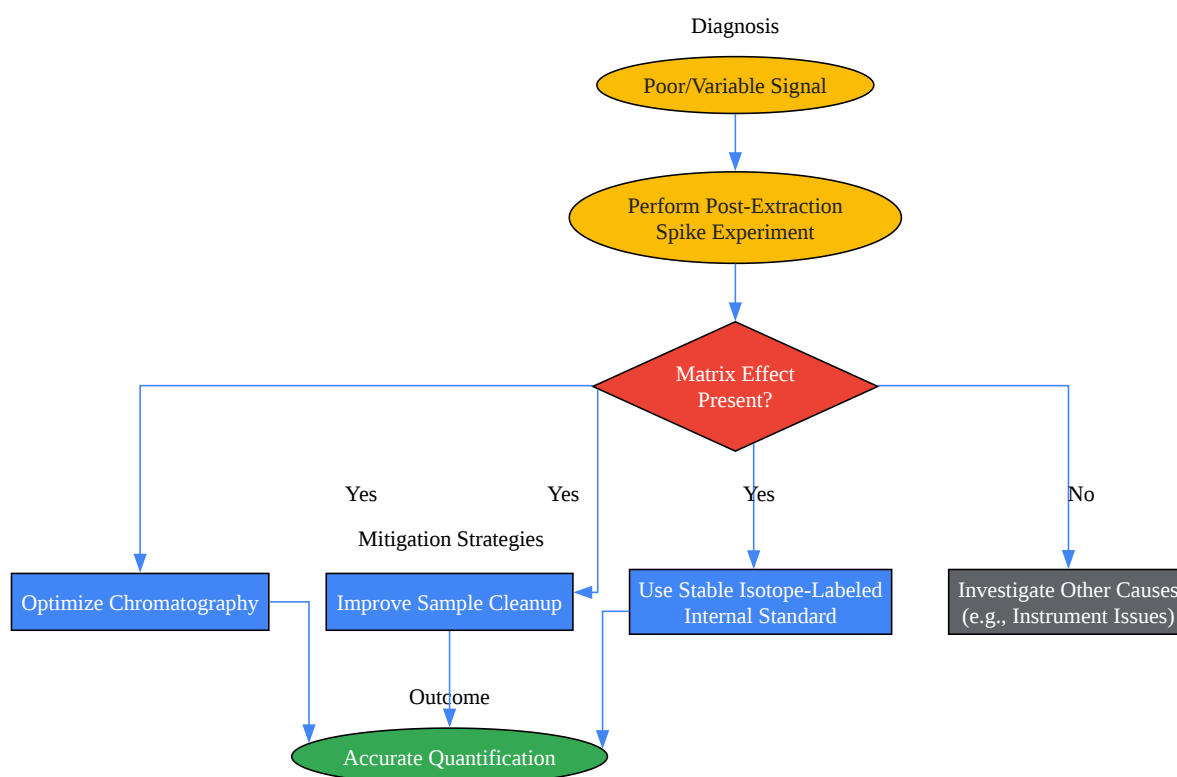 Diagnosis
Poor/Variable Signal
Perform Post-Extraction
Spike Experiment
Matrix Effect
Present?
Yes
Yes
Yes
No
Mitigation Strategies
Optimize Chromatography
Improve Sample Cleanup
Use Stable Isotope-Labeled
Internal Standard
Investigate Other Causes
(e.g., Instrument Issues)
Outcome
Accurate Quantification